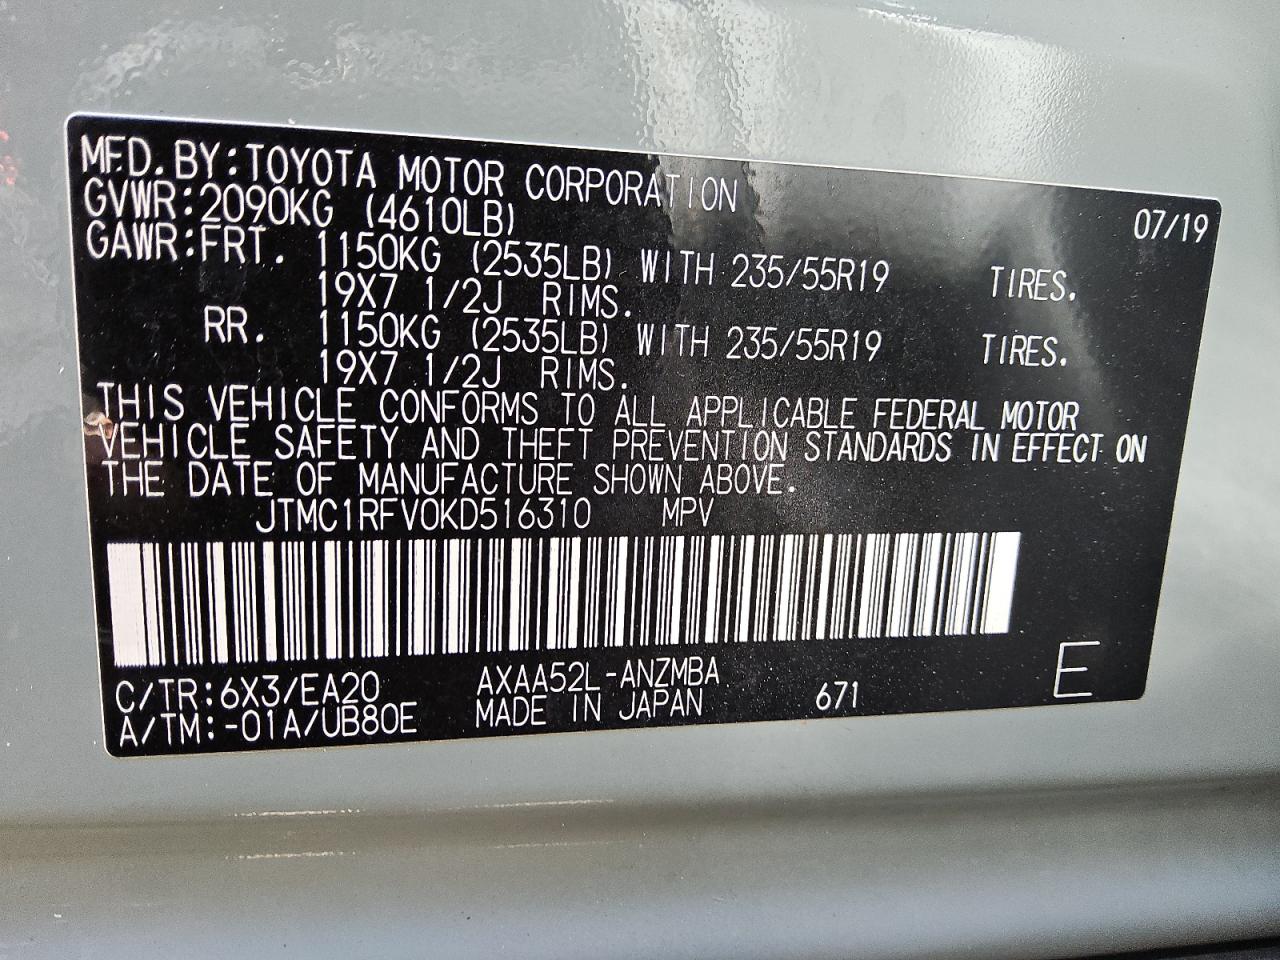 MFD. BY: TOYOTA MOTOR CORPORATION 07/19
GVWR: 2090KG (4610LB)
GAWR: FRT. 1150KG (2535LB) WITH 235/55R19 TIRES.
19X7 1/2J RIMS.
RR. 1150KG (2535LB) WITH 235/55R19 TIRES.
19X7 1/2J RIMS.
THIS VEHICLE CONFORMS TO ALL APPLICABLE FEDERAL MOTOR
VEHICLE SAFETY AND THEFT PREVENTION STANDARDS IN EFFECT ON
THE DATE OF MANUFACTURE SHOWN ABOVE.
JTMC1RFV0KD516310 MPV
C/TR: 6X3/EA20 AXAA52L-ANZMBA 671 E
A/TM: -01A/UB80E MADE IN JAPAN